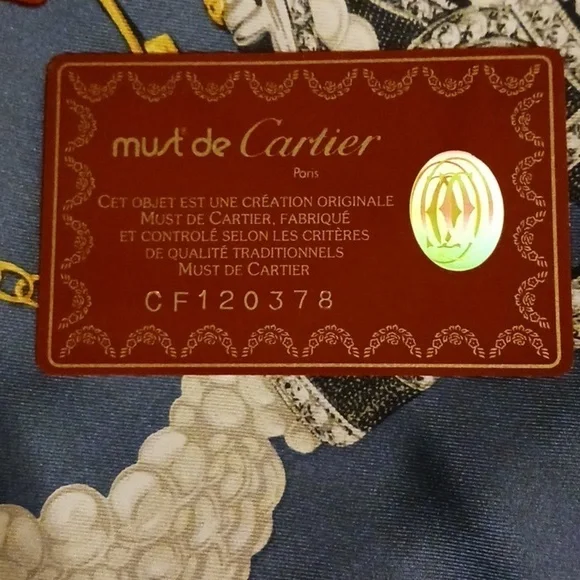 must de Cartier
Paris
CET OBJET EST UNE CRÉATION ORIGINALE
MUST DE CARTIER, FABRIQUÉ
ET CONTROLÉ SELON LES CRITÈRES
DE QUALITÉ TRADITIONNELS
MUST DE CARTIER
CF120378